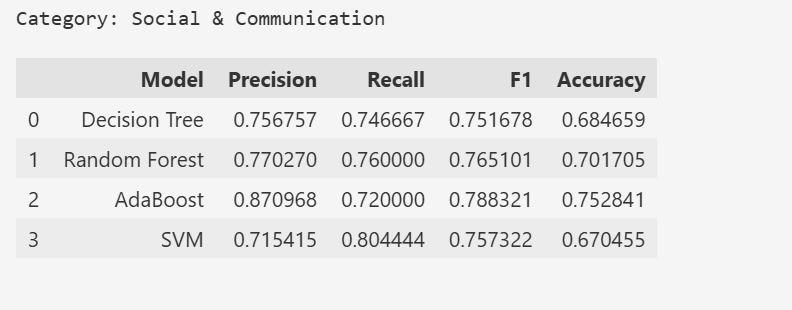 Category: Social & Communication
Model Precision Recall F1 Accuracy
0 Decision Tree 0.756757 0.746667 0.751678 0.684659
1 Random Forest 0.770270 0.760000 0.765101 0.701705
2 AdaBoost 0.870968 0.720000 0.788321 0.752841
3 SVM 0.715415 0.804444 0.757322 0.670455